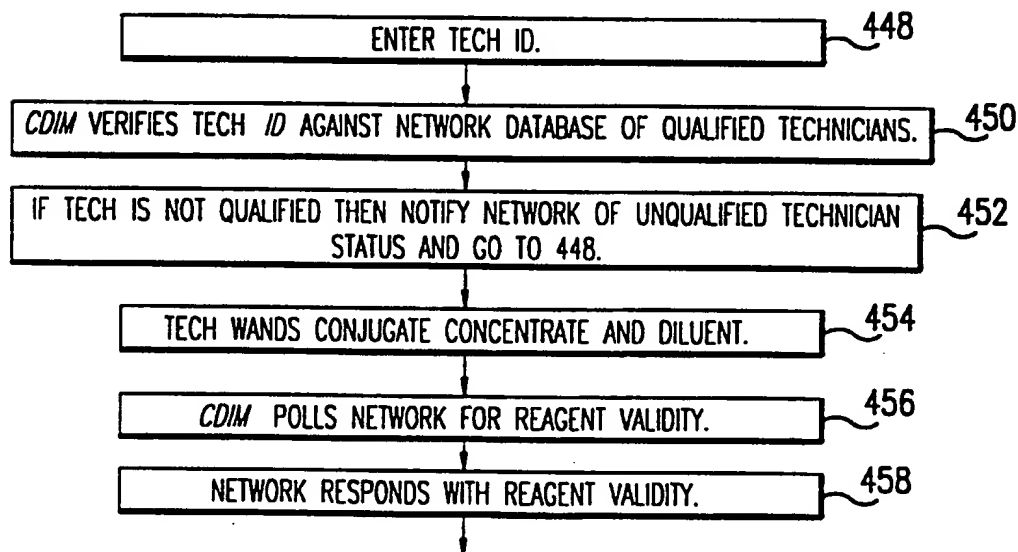 ENTER TECH ID.
448
CDIM VERIFIES TECH ID AGAINST NETWORK DATABASE OF QUALIFIED TECHNICIANS.
450
IF TECH IS NOT QUALIFIED THEN NOTIFY NETWORK OF UNQUALIFIED TECHNICIAN
STATUS AND GO TO 448.
452
TECH WANDS CONJUGATE CONCENTRATE AND DILUENT.
454
CDIM POLLS NETWORK FOR REAGENT VALIDITY.
456
NETWORK RESPONDS WITH REAGENT VALIDITY.
458